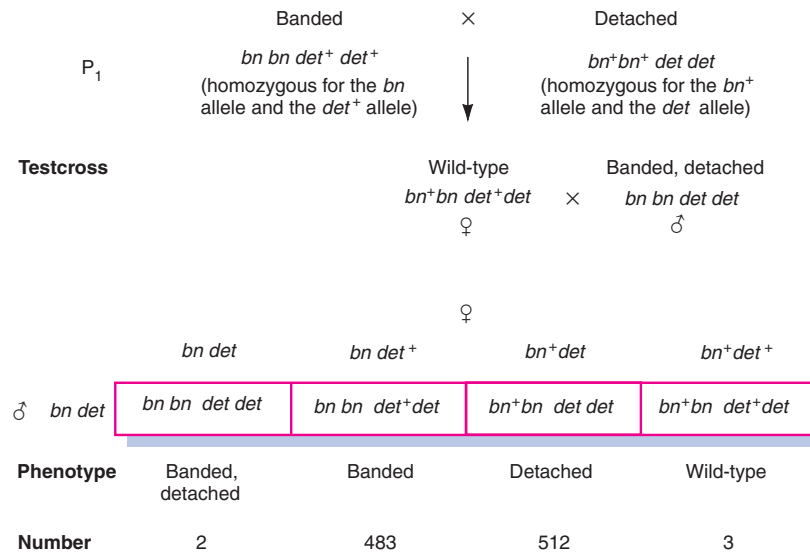 Banded × Detached
P₁
bn bn det⁺ det⁺
(homozygous for the bn
allele and the det⁺ allele)
bn⁺bn⁺ det det
(homozygous for the bn⁺
allele and the det allele)
Testcross
Wild-type
bn⁺bn det⁺det
♀
×
Banded, detached
bn bn det det
♂
♀
bn det bn det⁺ bn⁺det bn⁺det⁺
♂ bn det bn bn det det bn bn det⁺det bn⁺bn det det bn⁺bn det⁺det
Phenotype Banded, Banded Detached Wild-type
detached
Number 2 483 512 3